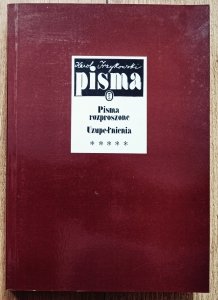 Karol Irzykowski
pisma
Pisma
rozproszone
Uzupełnienia
* * * * *